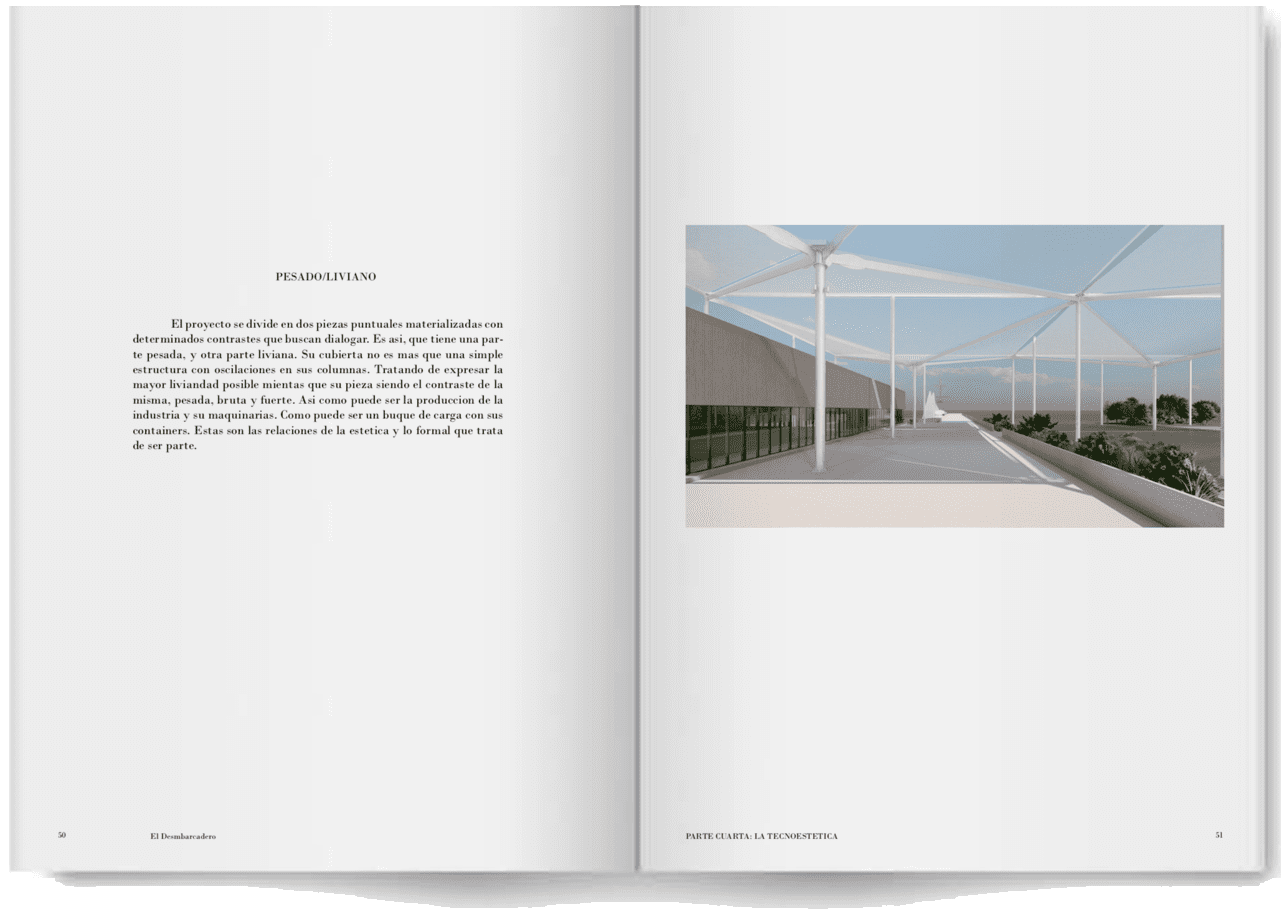 PESADO/LIVIANO
El proyecto se divide en dos piezas puntuales materializadas con
determinados contrastes que buscan dialogar. Es asi, que tiene una par-
te pesada, y otra parte liviana. Su cubierta no es mas que una simple
estructura con oscilaciones en sus columnas. Tratando de expresar la
mayor liviandad posible mientas que su pieza siendo el contraste de la
misma, pesada, bruta y fuerte. Asi como puede ser la produccion de la
industria y su maquinarias. Como puede ser un buque de carga con sus
containers. Estas son las relaciones de la estetica y lo formal que trata
de ser parte.
50
El Desmbarcadero
PARTE CUARTA: LA TECNOESTETICA
51